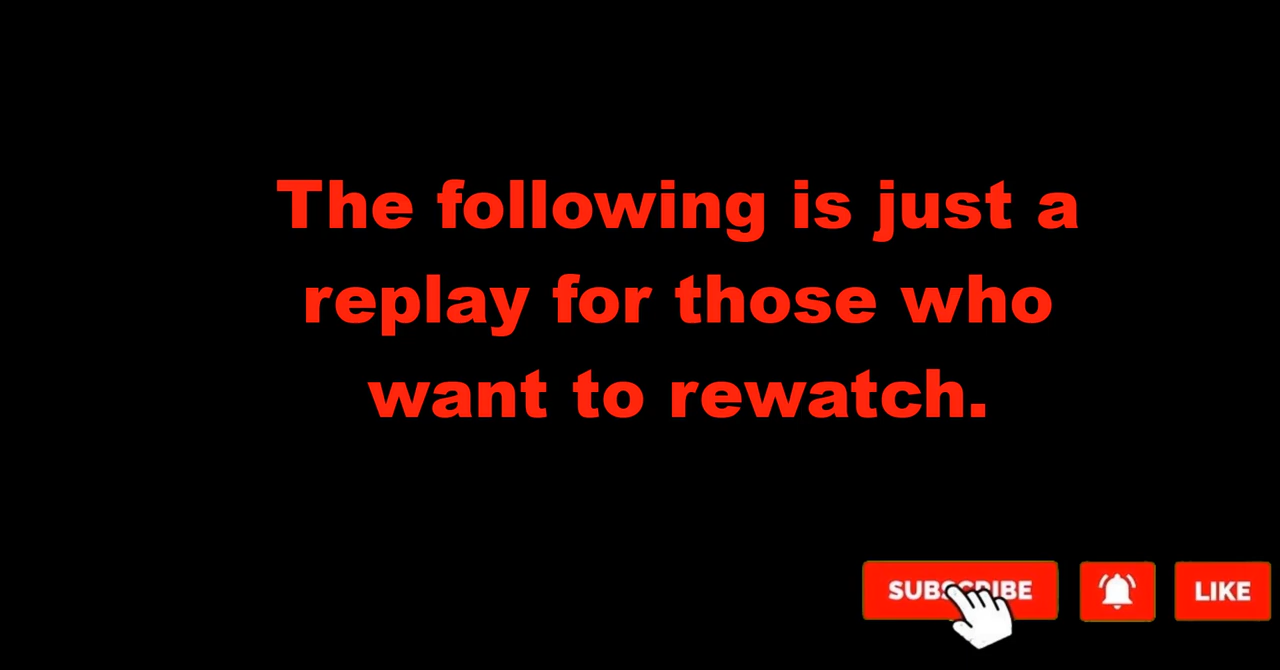 The following is just a
replay for those who
want to rewatch.
SUBSCRIBE
LIKE